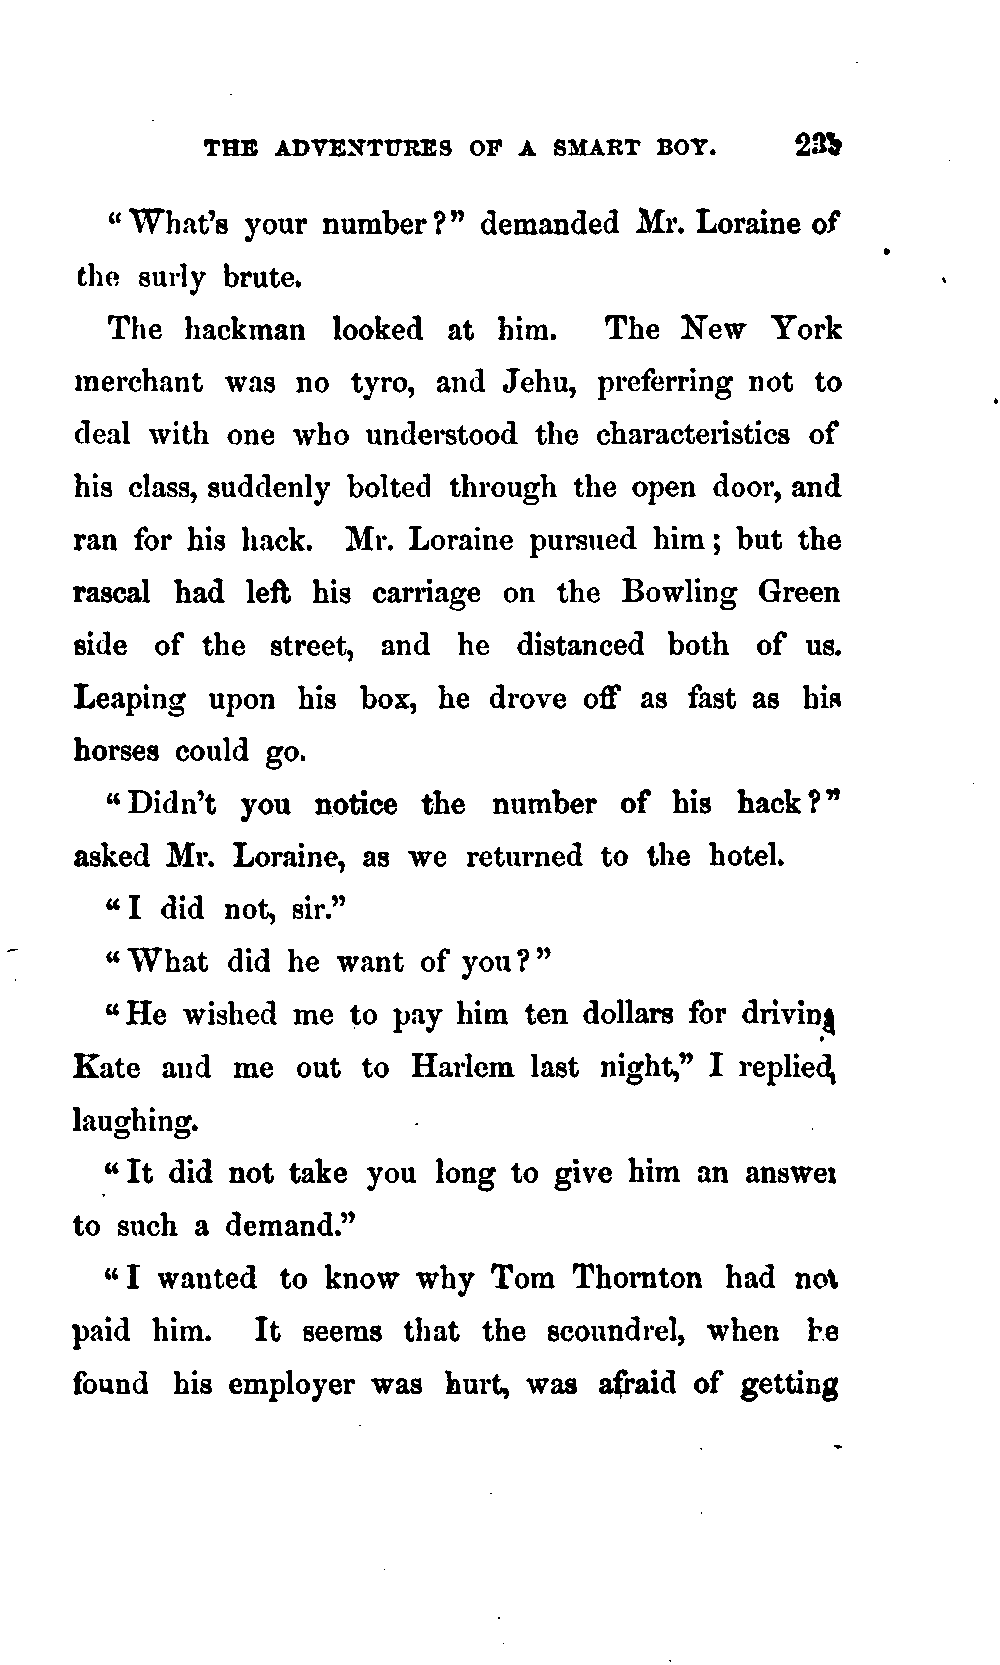 THE ADVENTURES OF A SMART BOY. 235
"What's your number?" demanded Mr. Loraine of
the surly brute.
The hackman looked at him. The New York
merchant was no tyro, and Jehu, preferring not to
deal with one who understood the characteristics of
his class, suddenly bolted through the open door, and
ran for his hack. Mr. Loraine pursued him; but the
rascal had left his carriage on the Bowling Green
side of the street, and he distanced both of us.
Leaping upon his box, he drove off as fast as his
horses could go.
"Didn't you notice the number of his hack?"
asked Mr. Loraine, as we returned to the hotel.
"I did not, sir."
"What did he want of you?"
"He wished me to pay him ten dollars for driving
Kate and me out to Harlem last night," I replied,
laughing.
"It did not take you long to give him an answer
to such a demand."
"I wanted to know why Tom Thornton had not
paid him. It seems that the scoundrel, when he
found his employer was hurt, was afraid of getting